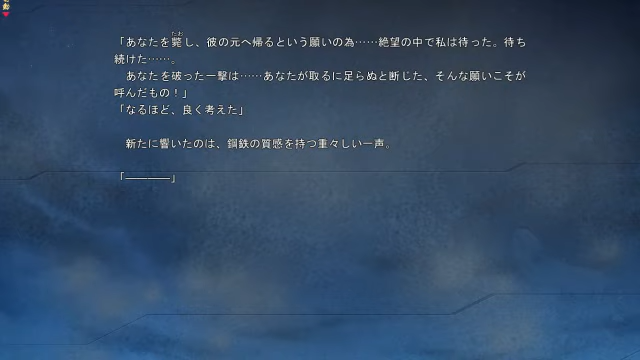 「あなたを斃し、彼の元へ帰るという願いの為……絶望の中で私は待った。待ち
続けた……。
　あなたを破った一撃は……あなたが取るに足らぬと断じた、そんな願いこそが
呼んだもの！」
「なるほど、良く考えた」
　新たに響いたのは、鋼鉄の質感を持つ重々しい一声。
「――――」